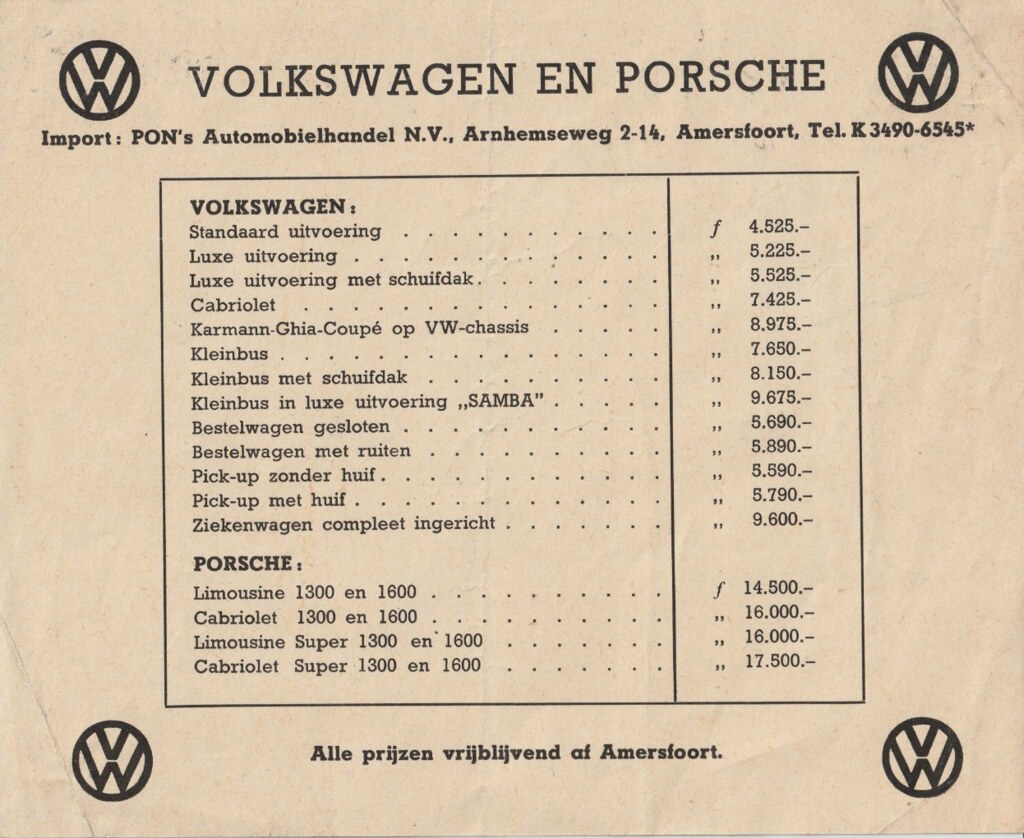 VOLKSWAGEN EN PORSCHE
Import: PON's Automobielhandel N.V., Arnhemseweg 2-14, Amersfoort, Tel. K 3490-6545*
VOLKSWAGEN:
Standaard uitvoering . . . . . . . . . . . f 4.525.-
Luxe uitvoering . . . . . . . . . . . . . ,, 5.225.-
Luxe uitvoering met schuifdak . . . . . . . . ,, 5.525.-
Cabriolet . . . . . . . . . . . . . . . ,, 7.425.-
Karmann-Ghia-Coupé op VW-chassis . . . . . ,, 8.975.-
Kleinbus . . . . . . . . . . . . . . . . ,, 7.650.-
Kleinbus met schuifdak . . . . . . . . . . ,, 8.150.-
Kleinbus in luxe uitvoering „SAMBA” . . . . . ,, 9.675.-
Bestelwagen gesloten . . . . . . . . . . . ,, 5.690.-
Bestelwagen met ruiten . . . . . . . . . . ,, 5.890.-
Pick-up zonder huif . . . . . . . . . . . . ,, 5.590.-
Pick-up met huif . . . . . . . . . . . . . ,, 5.790.-
Ziekenwagen compleet ingericht . . . . . . . ,, 9.600.-
PORSCHE:
Limousine 1300 en 1600 . . . . . . . . . . f 14.500.-
Cabriolet 1300 en 1600 . . . . . . . . . . ,, 16.000.-
Limousine Super 1300 en 1600 . . . . . . . ,, 16.000.-
Cabriolet Super 1300 en 1600 . . . . . . . ,, 17.500.-
Alle prijzen vrijblijvend af Amersfoort.